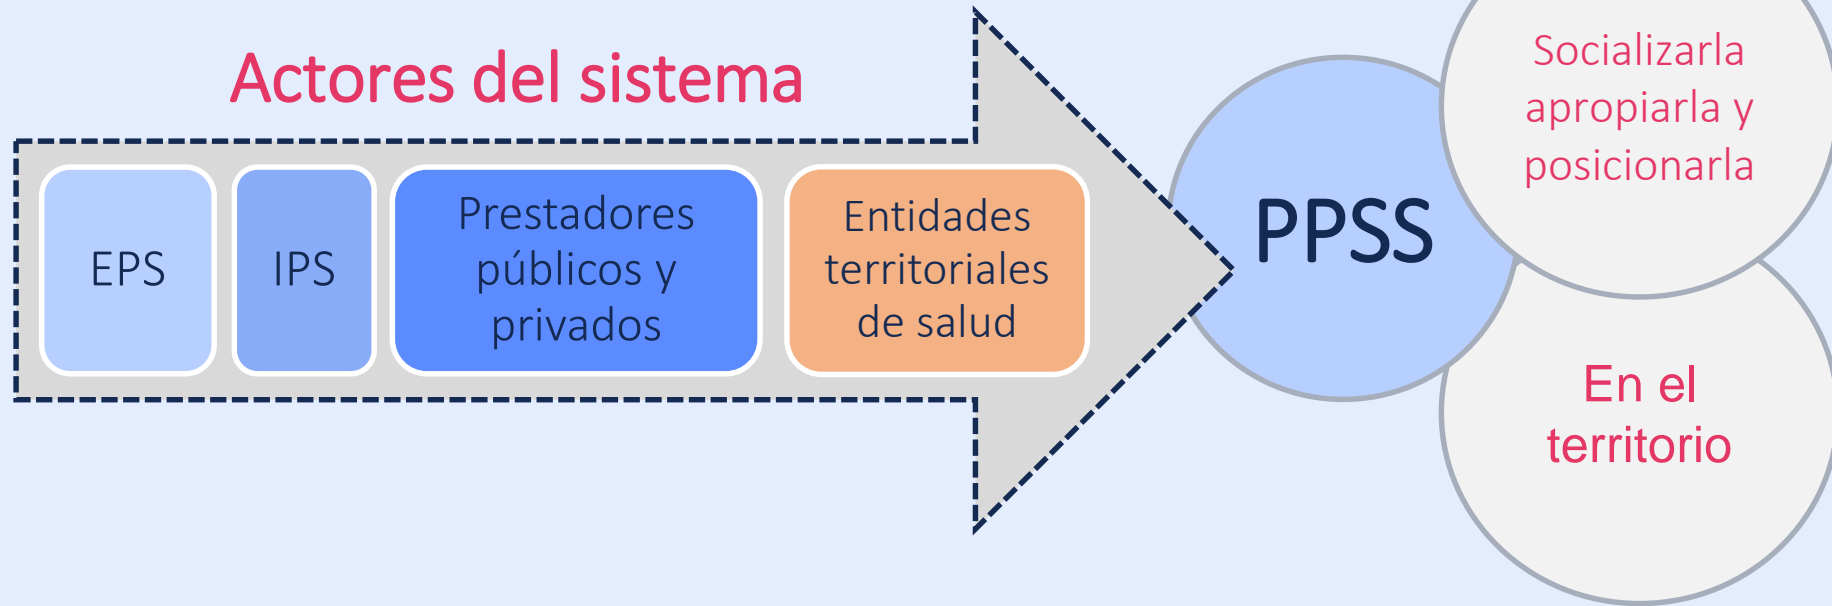 Actores del sistema
EPS
IPS
Prestadores
públicos y
privados
Entidades
territoriales
de salud
PPSS
Socializarla
apropiarla y
posicionarla
En el
territorio